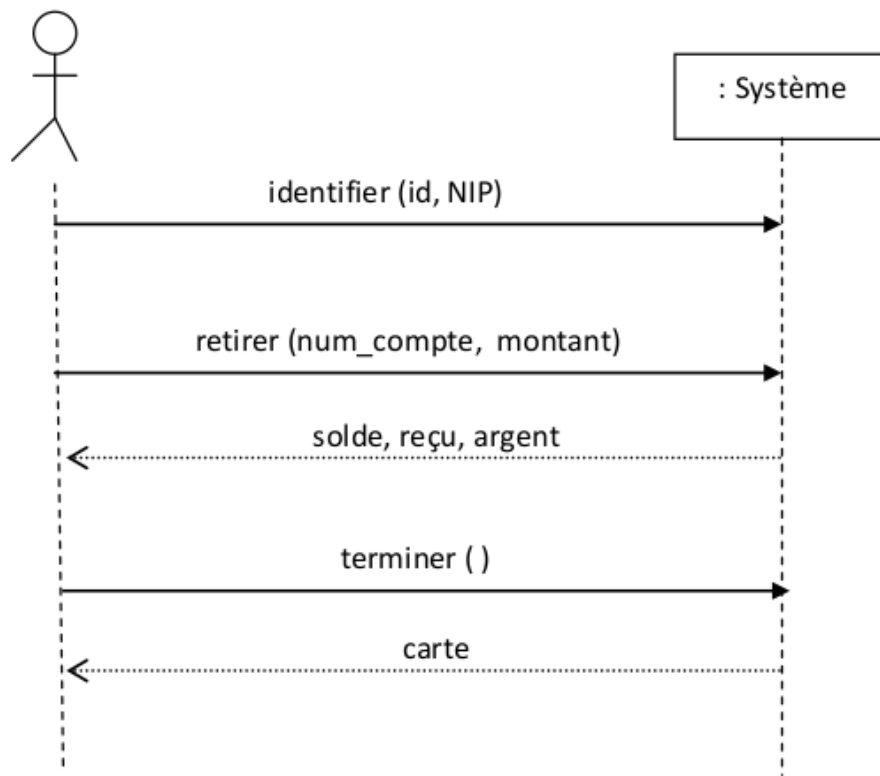 : Système
identifier (id, NIP)
retirer (num_compte, montant)
solde, reçu, argent
terminer ( )
carte